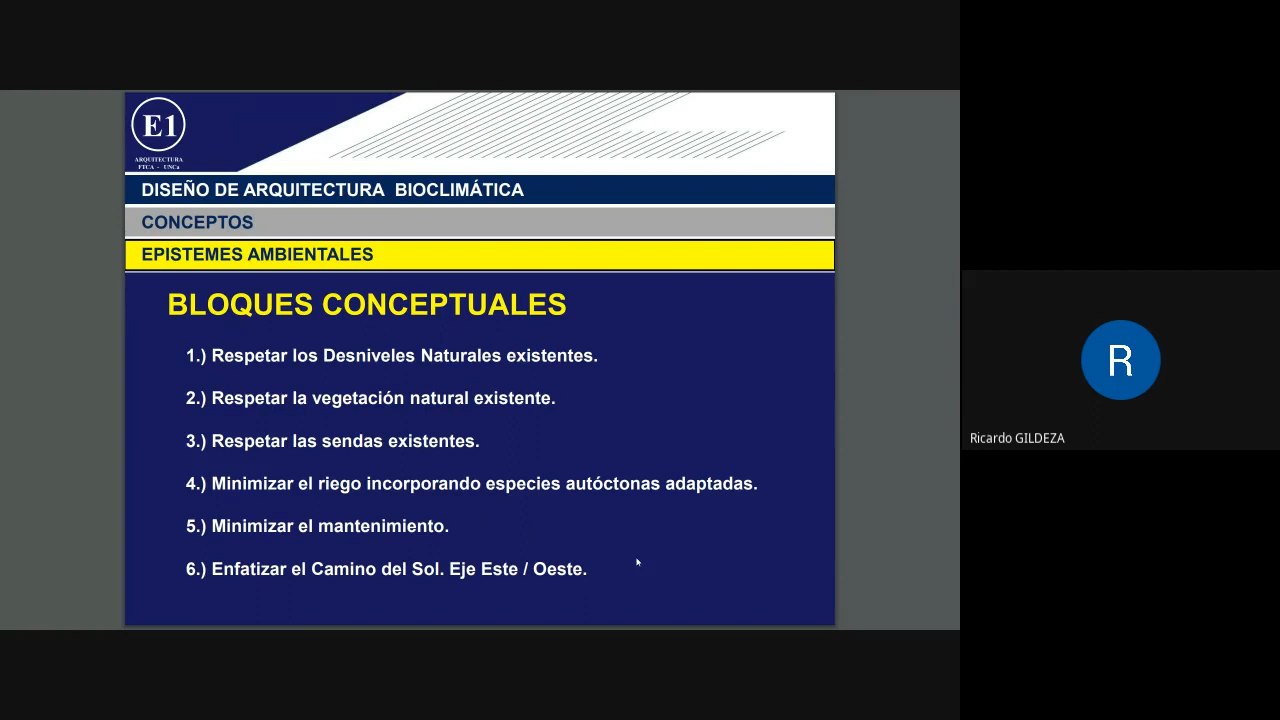 E1
ARQUITECTURA
FTCA - UNCa
DISEÑO DE ARQUITECTURA BIOCLIMÁTICA
CONCEPTOS
EPISTEMES AMBIENTALES
BLOQUES CONCEPTUALES
1.) Respetar los Desniveles Naturales existentes.
2.) Respetar la vegetación natural existente.
3.) Respetar las sendas existentes.
4.) Minimizar el riego incorporando especies autóctonas adaptadas.
5.) Minimizar el mantenimiento.
6.) Enfatizar el Camino del Sol. Eje Este / Oeste.
R
Ricardo GILDEZA